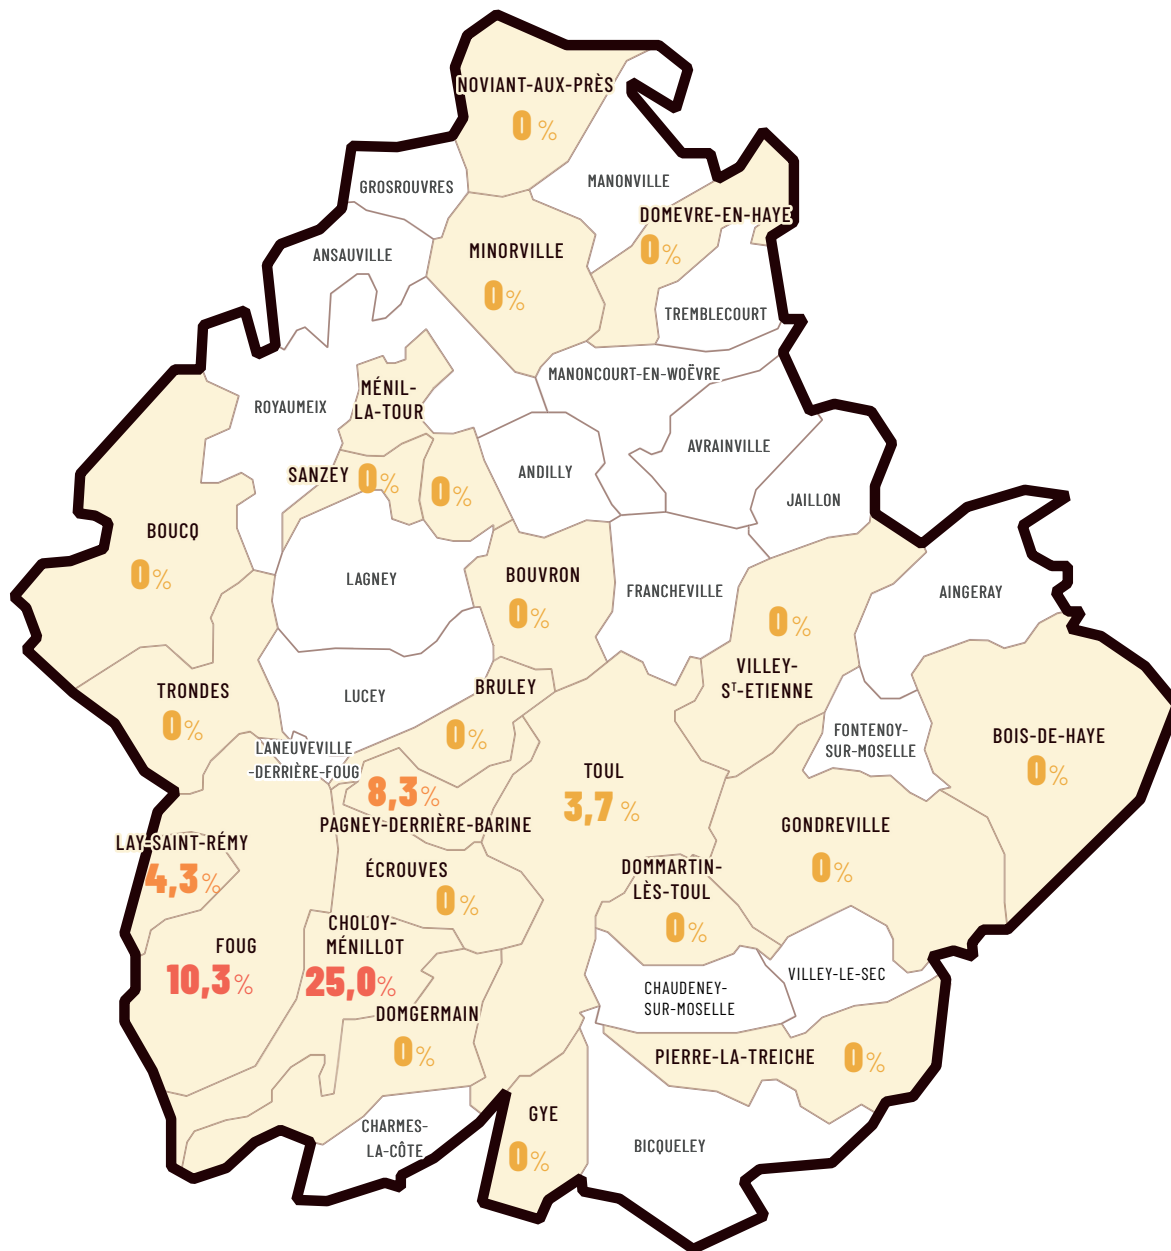 NOVIANT-AUX-PRÈS
0 %
GROSROUVRES
MANONVILLE
DOMEVRE-EN-HAYE
0 %
ANSAUVILLE
MINORVILLE
0 %
TREMBLECOURT
MANONCOURT-EN-WOËVRE
MÉNIL-
LA-TOUR
0 %
ROYAUMEIX
AVRAINVILLE
SANZEY
0 %
ANDILLY
JAILLON
BOUCQ
0 %
LAGNEY
BOUVRON
0 %
FRANCHEVILLE
AINGERAY
0 %
VILLEY-
Sᵀ-ETIENNE
TRONDES
0 %
LUCEY
BRULEY
0 %
FONTENOY-
SUR-MOSELLE
BOIS-DE-HAYE
0 %
LANEUVEVILLE
-DERRIÈRE-FOUG
8,3 %
PAGNEY-DERRIÈRE-BARINE
TOUL
3,7 %
GONDREVILLE
0 %
LAY-SAINT-RÉMY
4,3 %
ÉCROUVES
0 %
DOMMARTIN-
LÈS-TOUL
0 %
FOUG
10,3 %
CHOLOY-
MÉNILLOT
25,0 %
VILLEY-LE-SEC
CHAUDENEY-
SUR-MOSELLE
DOMGERMAIN
0 %
PIERRE-LA-TREICHE
0 %
CHARMES-
LA-CÔTE
GYE
0 %
BICQUELEY